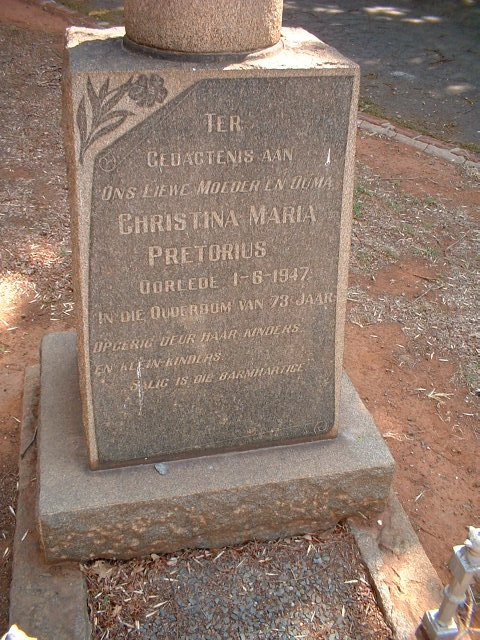 TER
GEDAGTENIS AAN
ONS LIEWE MOEDER EN OUMA
CHRISTINA MARIA
PRETORIUS
OORLEDE 1-6-1947
IN DIE OUDERDOM VAN 73 JAAR
OPGERIG DEUR HAAR KINDERS
EN KLEIN-KINDERS.
SALIG IS DIE BARMHARTIGE